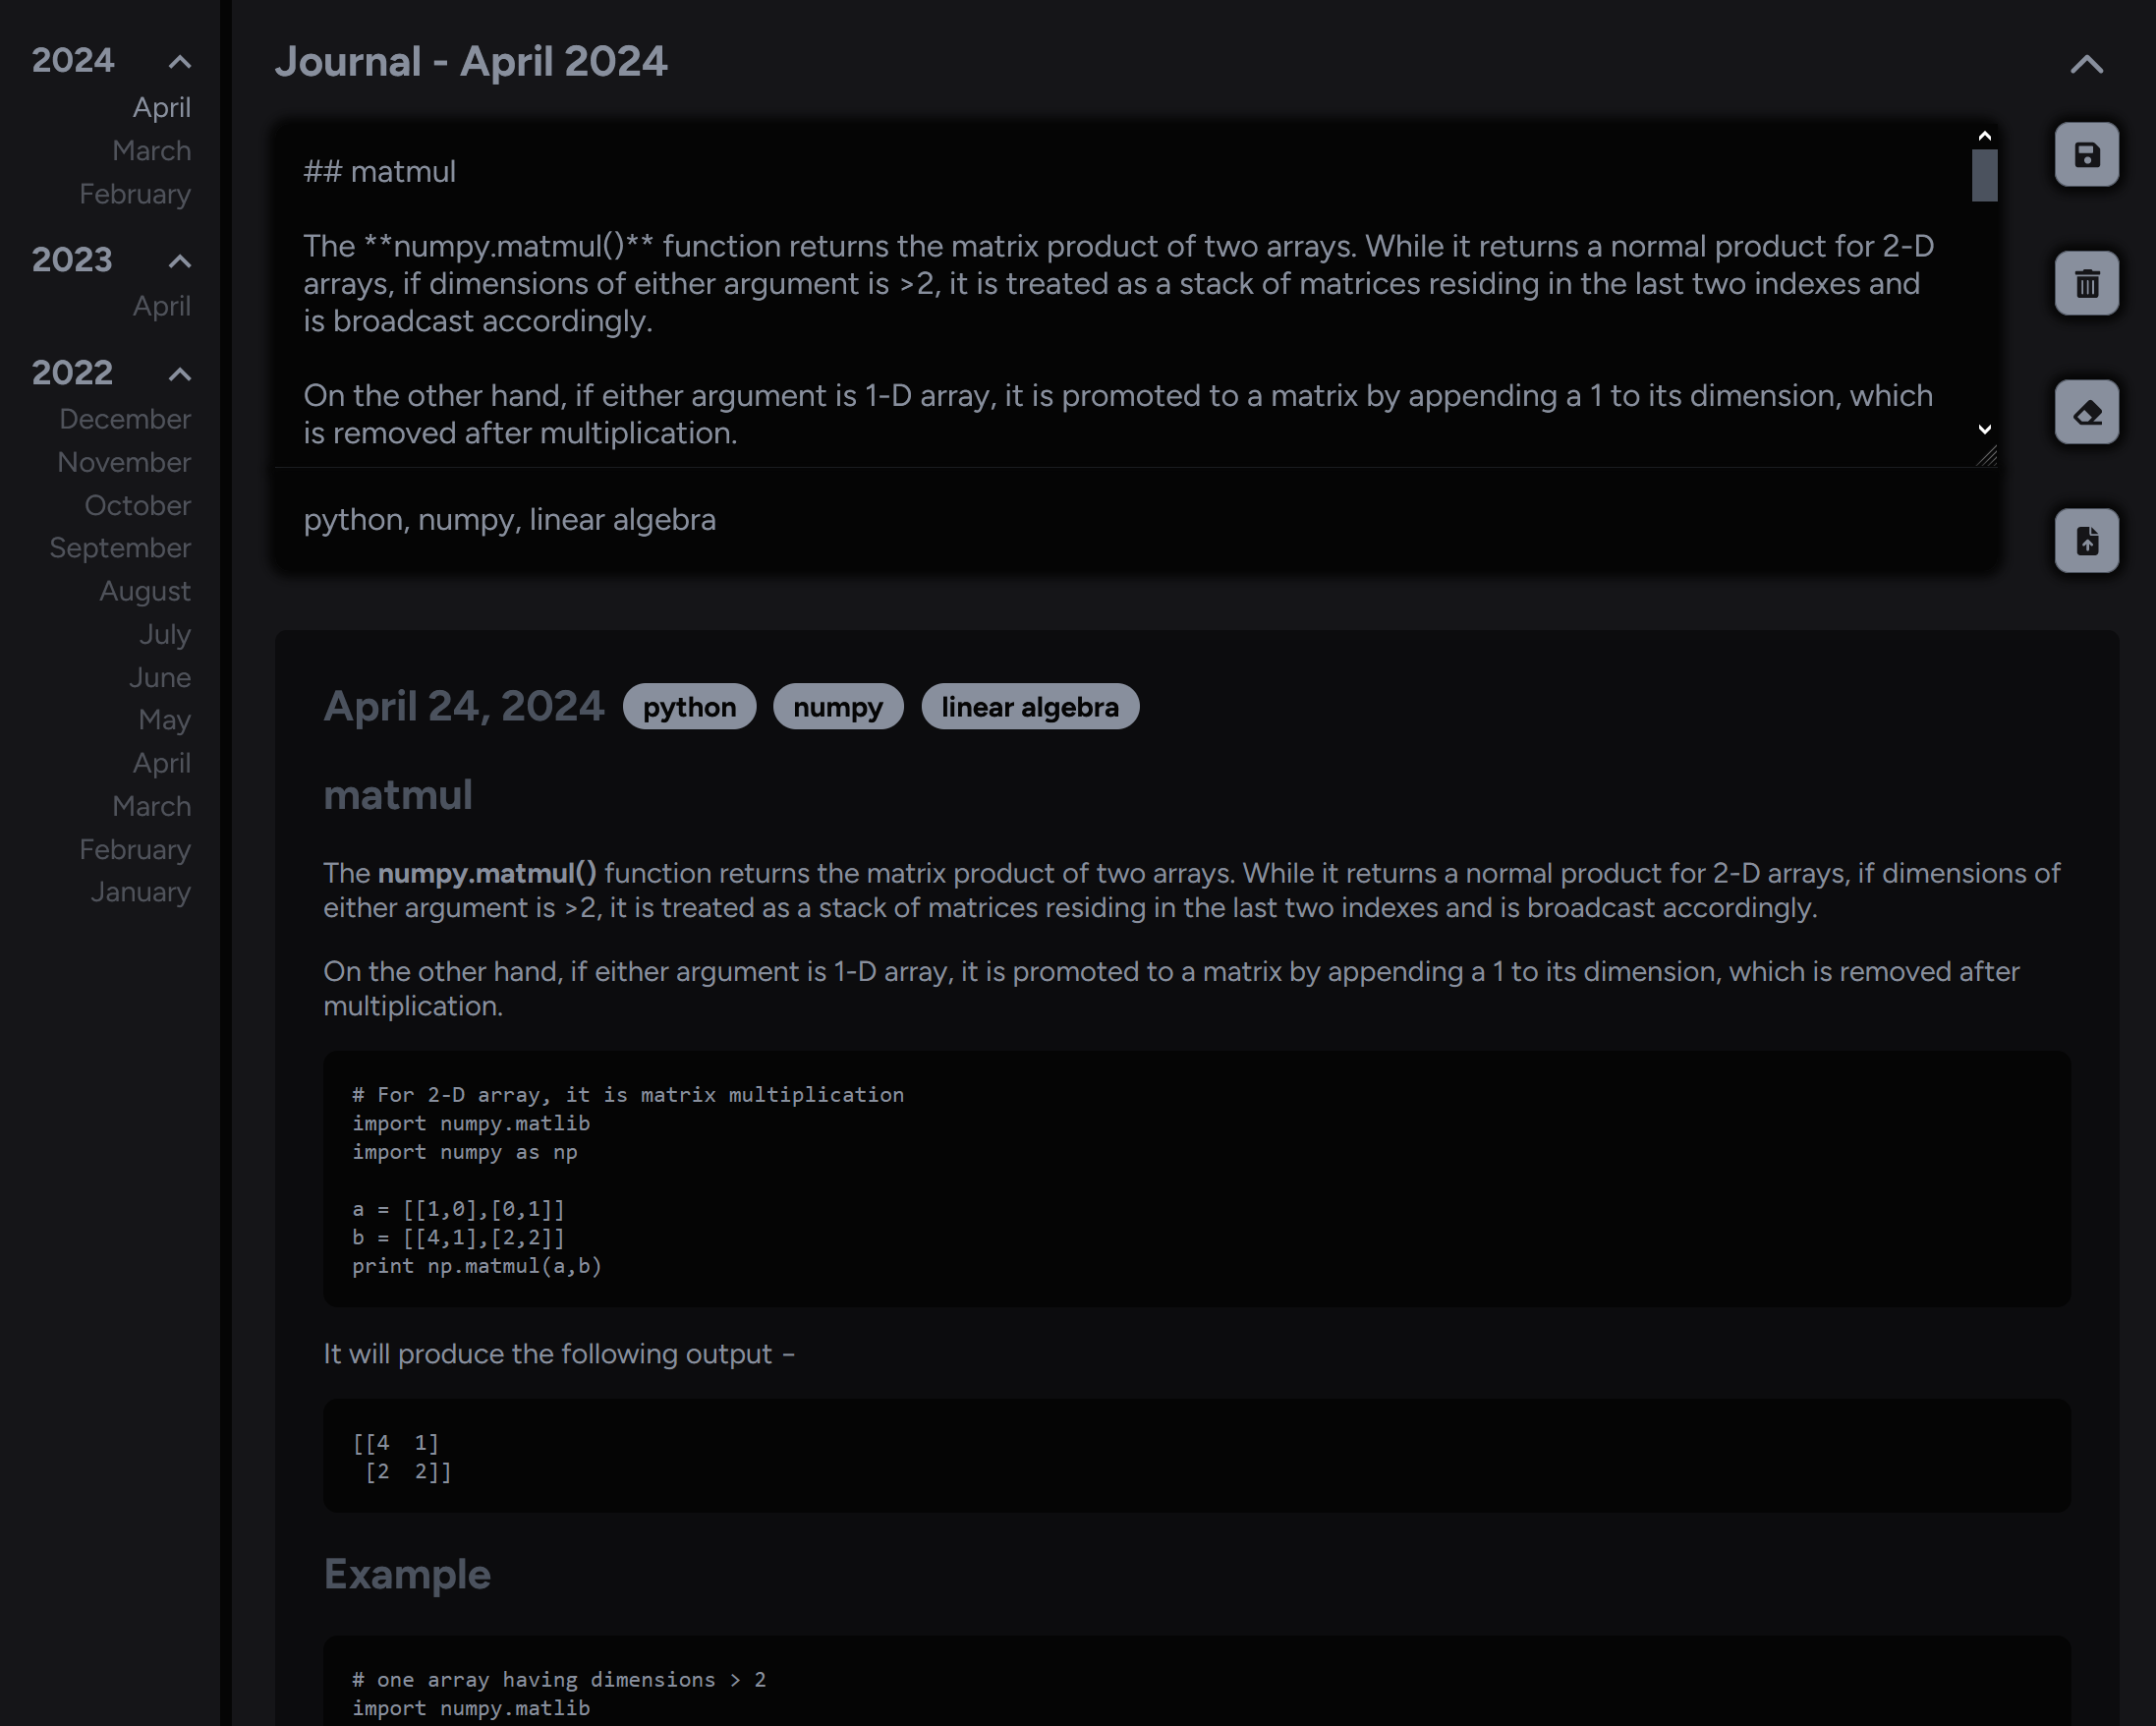 2024
April
March
February
2023
April
2022
December
November
October
September
August
July
June
May
April
March
February
January
Journal - April 2024
## matmul
The **numpy.matmul()** function returns the matrix product of two arrays. While it returns a normal product for 2-D
arrays, if dimensions of either argument is >2, it is treated as a stack of matrices residing in the last two indexes and
is broadcast accordingly.
On the other hand, if either argument is 1-D array, it is promoted to a matrix by appending a 1 to its dimension, which
is removed after multiplication.
python, numpy, linear algebra
April 24, 2024 python numpy linear algebra
matmul
The numpy.matmul() function returns the matrix product of two arrays. While it returns a normal product for 2-D arrays, if dimensions of
either argument is >2, it is treated as a stack of matrices residing in the last two indexes and is broadcast accordingly.
On the other hand, if either argument is 1-D array, it is promoted to a matrix by appending a 1 to its dimension, which is removed after
multiplication.
# For 2-D array, it is matrix multiplication
import numpy.matlib
import numpy as np
a = [[1,0],[0,1]]
b = [[4,1],[2,2]]
print np.matmul(a,b)
It will produce the following output −
[[4  1]
 [2  2]]
Example
# one array having dimensions > 2
import numpy.matlib